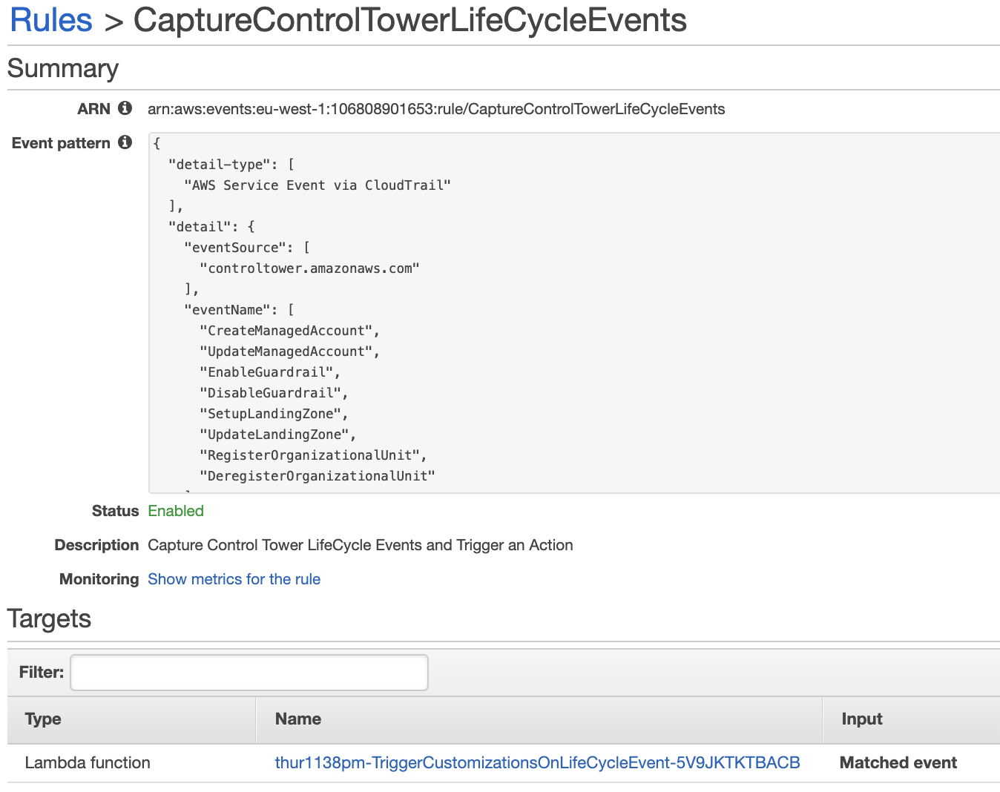 Rules > CaptureControlTowerLifeCycleEvents
Summary
ARN arn:aws:events:eu-west-1:106808901653:rule/CaptureControlTowerLifeCycleEvents
Event pattern {
"detail-type": [
"AWS Service Event via CloudTrail"
],
"detail": {
"eventSource": [
"controltower.amazonaws.com"
],
"eventName": [
"CreateManagedAccount",
"UpdateManagedAccount",
"EnableGuardrail",
"DisableGuardrail",
"SetupLandingZone",
"UpdateLandingZone",
"RegisterOrganizationalUnit",
"DeregisterOrganizationalUnit"
Status Enabled
Description Capture Control Tower LifeCycle Events and Trigger an Action
Monitoring Show metrics for the rule
Targets
Filter:
Type Name Input
Lambda function thur1138pm-TriggerCustomizationsOnLifeCycleEvent-5V9JKTKTBACB Matched event